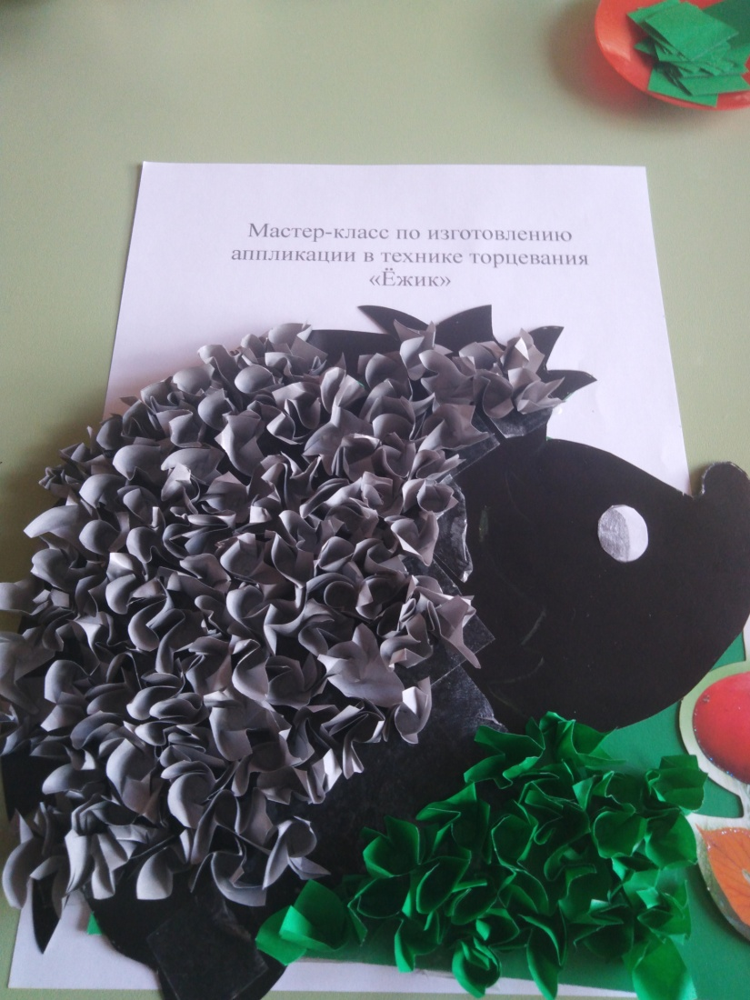 Мастер-класс по изготовлению
аппликации в технике торцевания
«Ёжик»